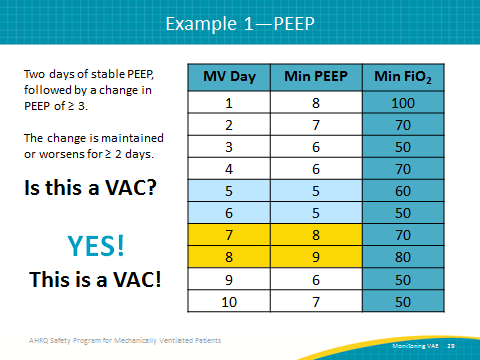 Example 1—PEEP
Two days of stable PEEP,
followed by a change in
PEEP of ≥ 3.
The change is maintained
or worsens for ≥ 2 days.
Is this a VAC?
YES!
This is a VAC!
MV Day Min PEEP Min FiO₂
1 8 100
2 7 70
3 6 50
4 6 70
5 5 60
6 5 50
7 8 70
8 9 80
9 6 50
10 7 50
AHRQ Safety Program for Mechanically Ventilated Patients
Monitoring VAE 29